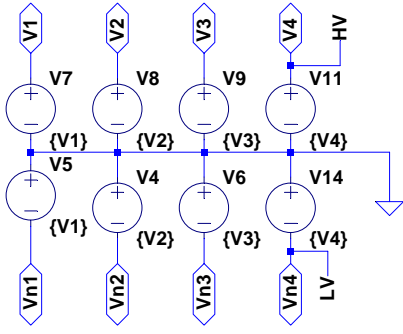 V1 V2 V3 V4 HV
V7 V8 V9 V11
{V1} {V2} {V3} {V4}
V5 V4 V6 V14
{V1} {V2} {V3} {V4}
Vn1 Vn2 Vn3 Vn4 LV